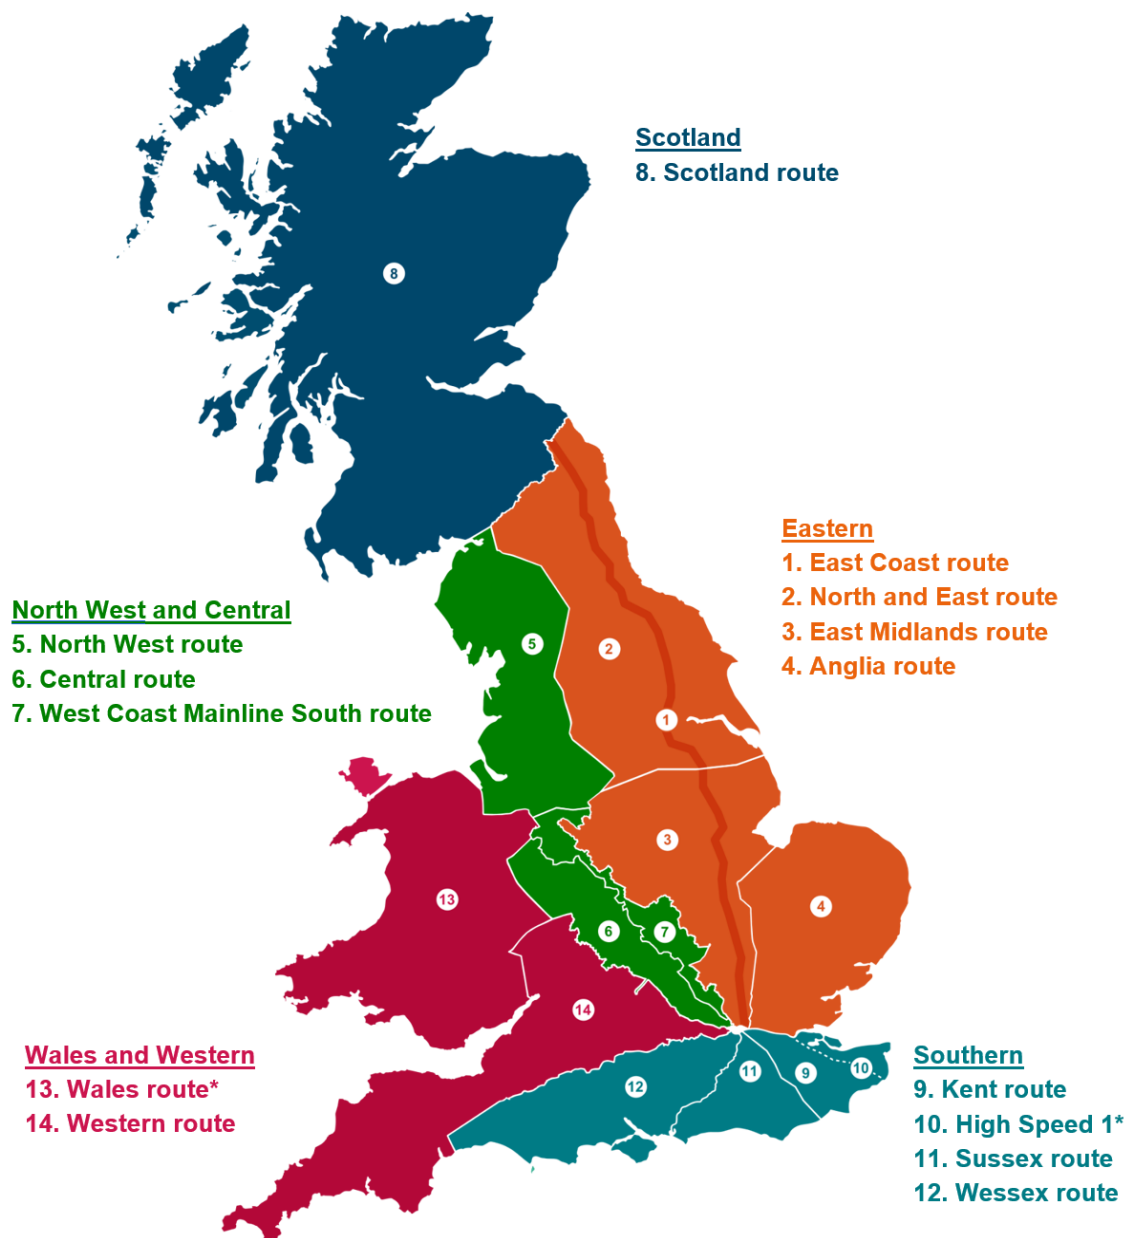 Scotland
8. Scotland route
8
Eastern
1. East Coast route
2. North and East route
3. East Midlands route
4. Anglia route
North West and Central
5. North West route
6. Central route
7. West Coast Mainline South route
5
2
1
3
13
4
6
7
14
Wales and Western
13. Wales route*
14. Western route
12
11
9
10
Southern
9. Kent route
10. High Speed 1*
11. Sussex route
12. Wessex route